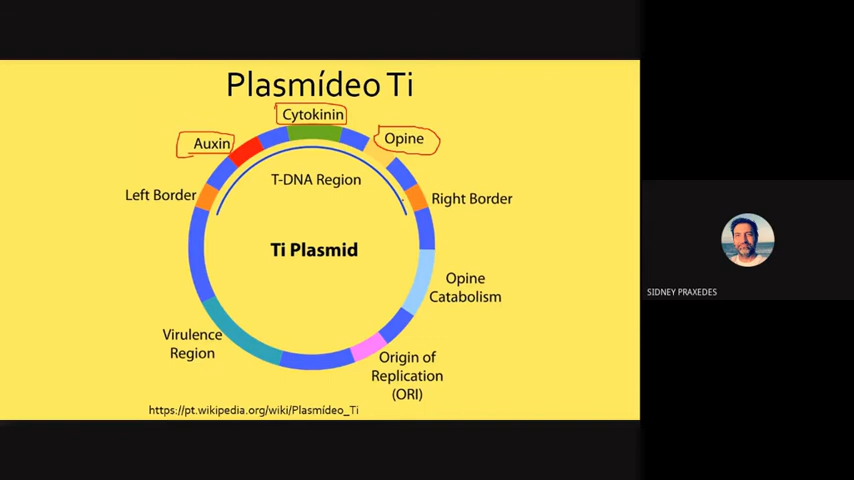 Plasmídeo Ti
Cytokinin
Auxin
Opine
T-DNA Region
Left Border
Right Border
Ti Plasmid
Opine
Catabolism
Virulence
Region
Origin of
Replication
(ORI)
https://pt.wikipedia.org/wiki/Plasmídeo_Ti
SIDNEY PRAXEDES